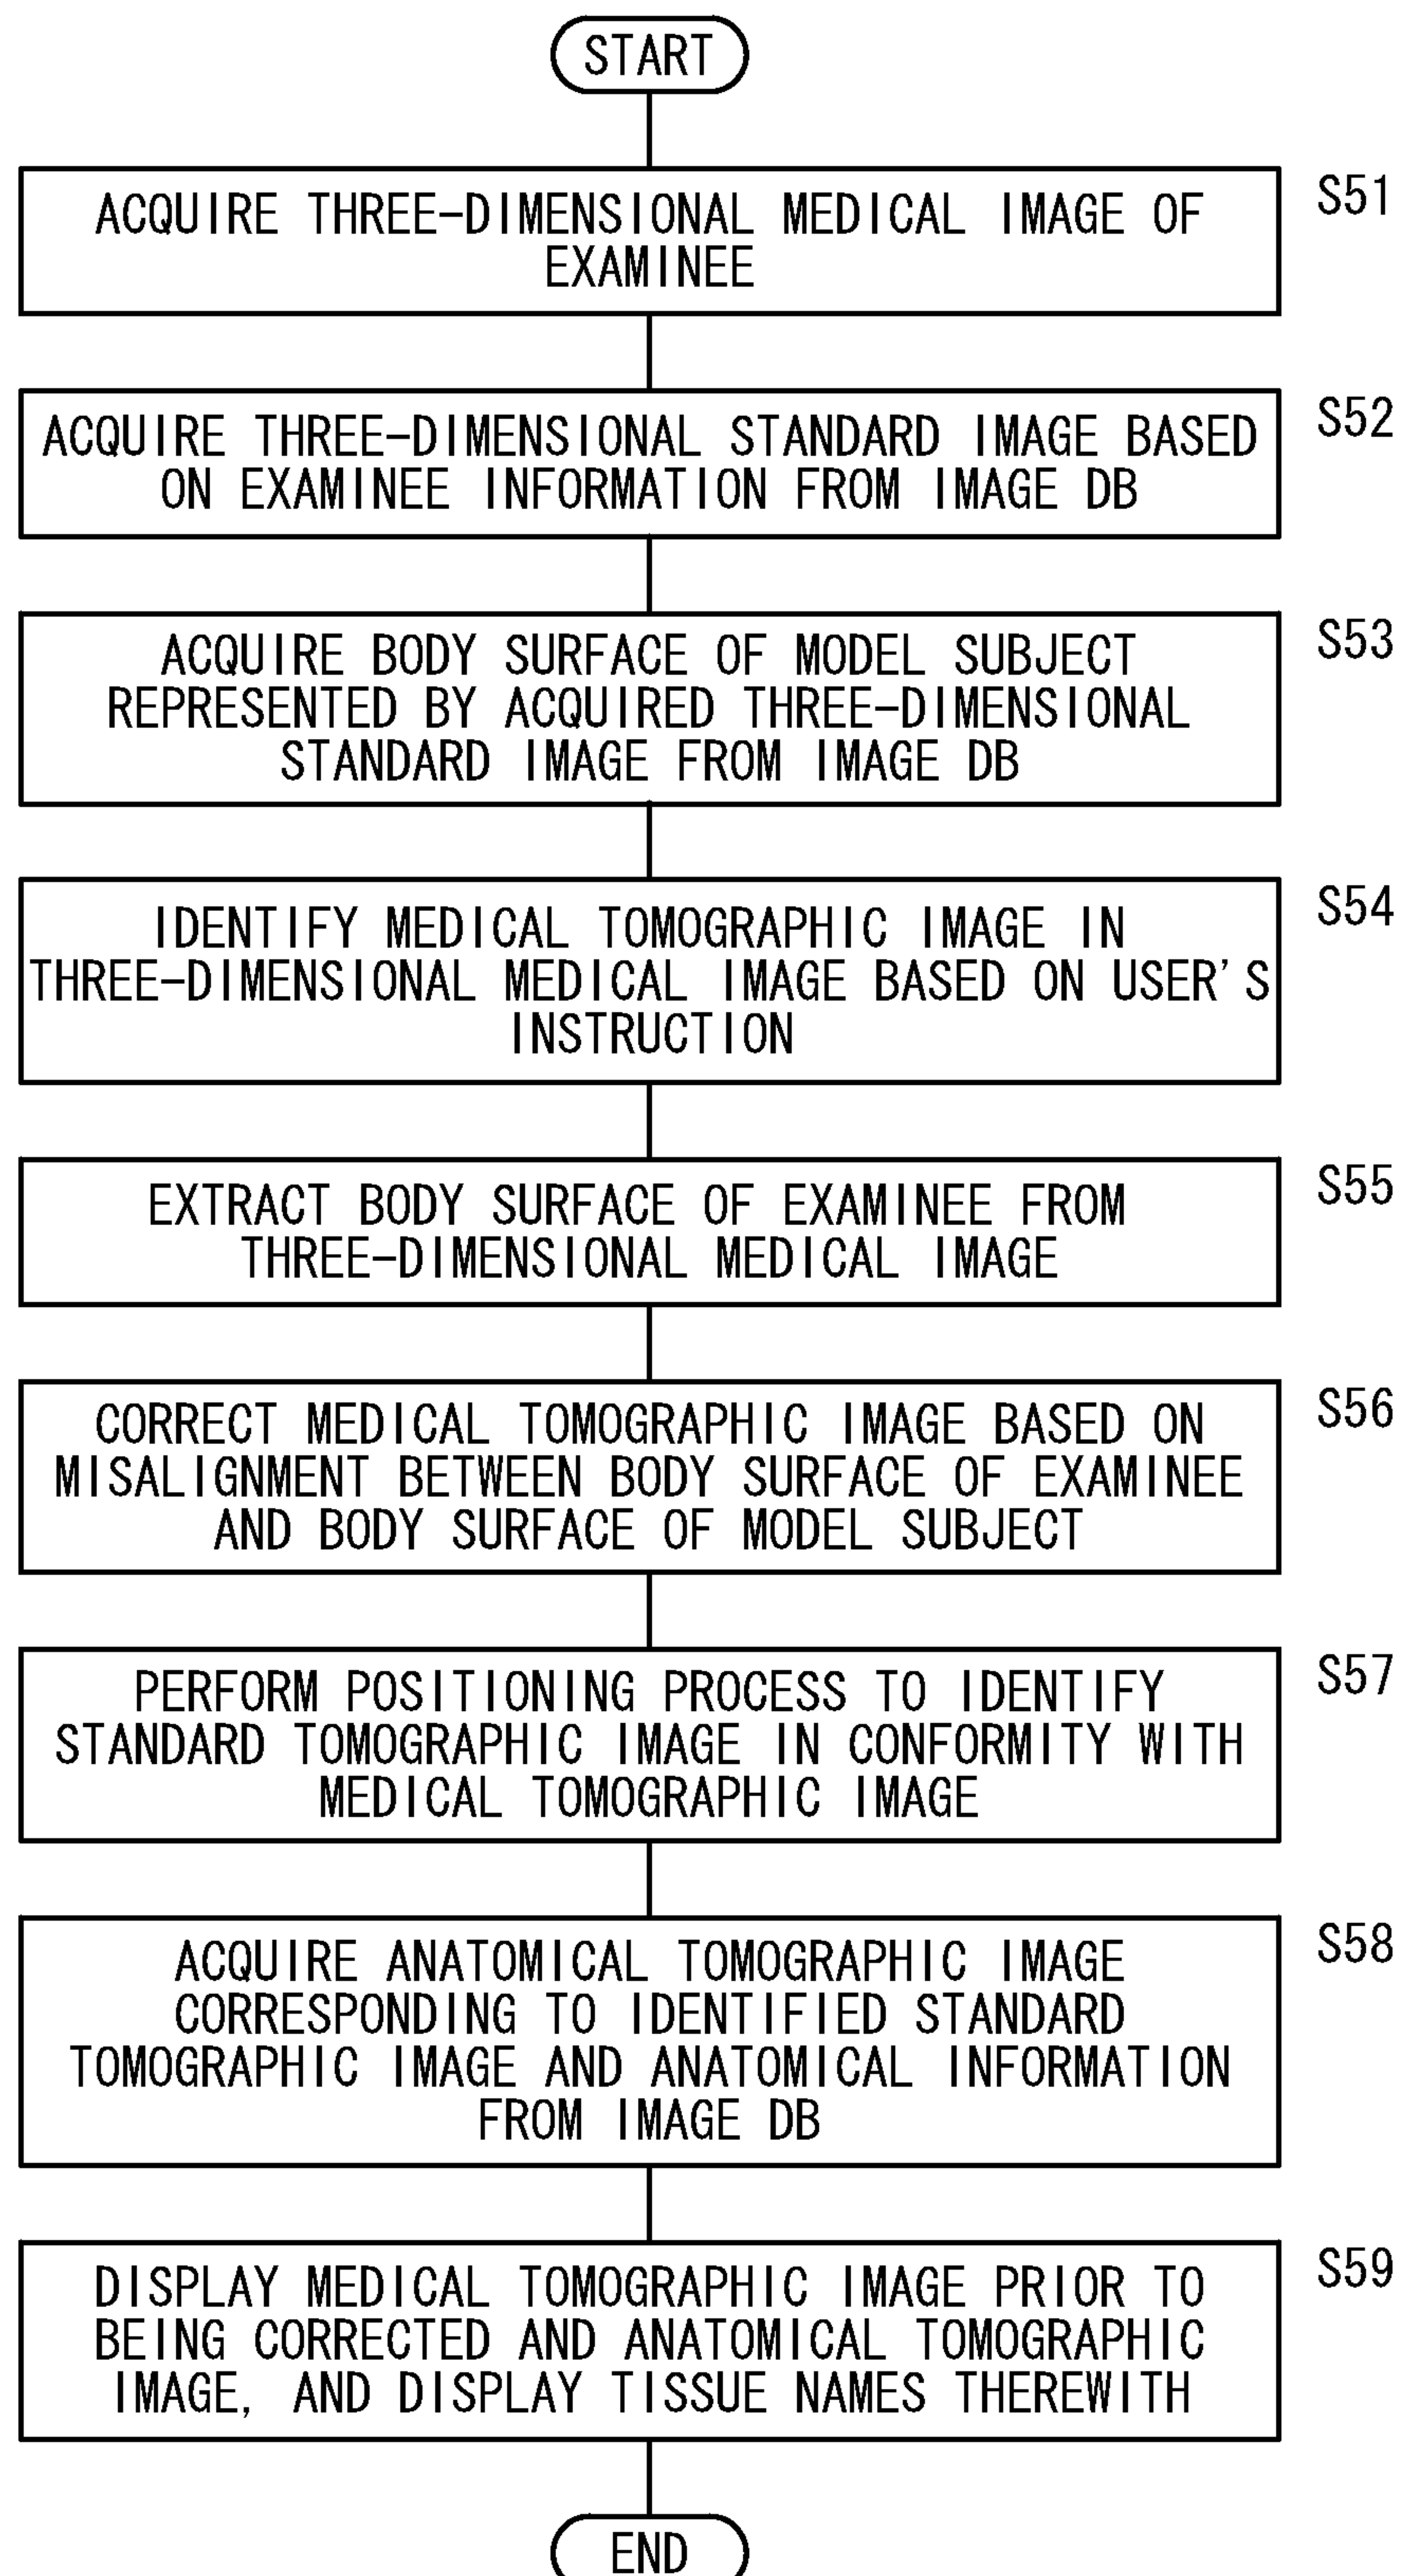 START
S51
ACQUIRE THREE-DIMENSIONAL MEDICAL IMAGE OF
EXAMINEE
S52
ACQUIRE THREE-DIMENSIONAL STANDARD IMAGE BASED
ON EXAMINEE INFORMATION FROM IMAGE DB
S53
ACQUIRE BODY SURFACE OF MODEL SUBJECT
REPRESENTED BY ACQUIRED THREE-DIMENSIONAL
STANDARD IMAGE FROM IMAGE DB
S54
IDENTIFY MEDICAL TOMOGRAPHIC IMAGE IN
THREE-DIMENSIONAL MEDICAL IMAGE BASED ON USER'S
INSTRUCTION
S55
EXTRACT BODY SURFACE OF EXAMINEE FROM
THREE-DIMENSIONAL MEDICAL IMAGE
S56
CORRECT MEDICAL TOMOGRAPHIC IMAGE BASED ON
MISALIGNMENT BETWEEN BODY SURFACE OF EXAMINEE
AND BODY SURFACE OF MODEL SUBJECT
S57
PERFORM POSITIONING PROCESS TO IDENTIFY
STANDARD TOMOGRAPHIC IMAGE IN CONFORMITY WITH
MEDICAL TOMOGRAPHIC IMAGE
S58
ACQUIRE ANATOMICAL TOMOGRAPHIC IMAGE
CORRESPONDING TO IDENTIFIED STANDARD
TOMOGRAPHIC IMAGE AND ANATOMICAL INFORMATION
FROM IMAGE DB
S59
DISPLAY MEDICAL TOMOGRAPHIC IMAGE PRIOR TO
BEING CORRECTED AND ANATOMICAL TOMOGRAPHIC
IMAGE, AND DISPLAY TISSUE NAMES THEREWITH
END